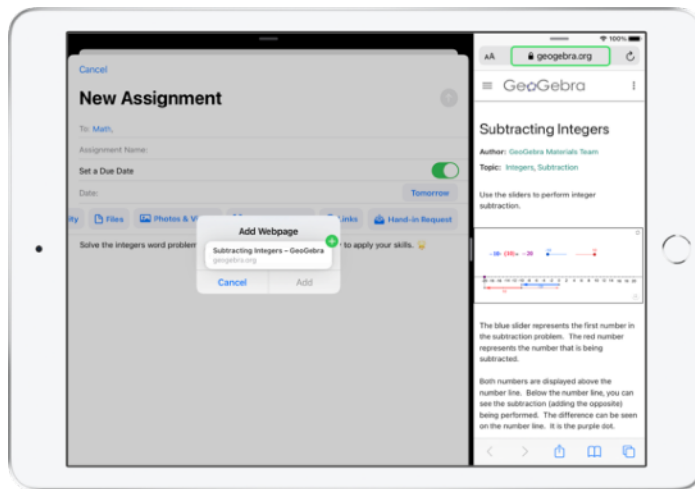 100%
Cancel
New Assignment
To: Math,
Assignment Name:
Set a Due Date
Date:
Tomorrow
Files
Photos & V
Links
Hand-in Request
Solve the integers word problem
to apply your skills. 💡
Add Webpage
Subtracting Integers – GeoGebra
geogebra.org
Cancel
Add
AA
geogebra.org
GeoGebra
Subtracting Integers
Author: GeoGebra Materials Team
Topic: Integers, Subtraction
Use the sliders to perform integer
subtraction.
The blue slider represents the first number in
the subtraction problem. The red number
represents the number that is being
subtracted.
Both numbers are displayed above the
number line. Below the number line, you can
see the subtraction (adding the opposite)
being performed. The difference can be seen
on the number line. It is the purple dot.